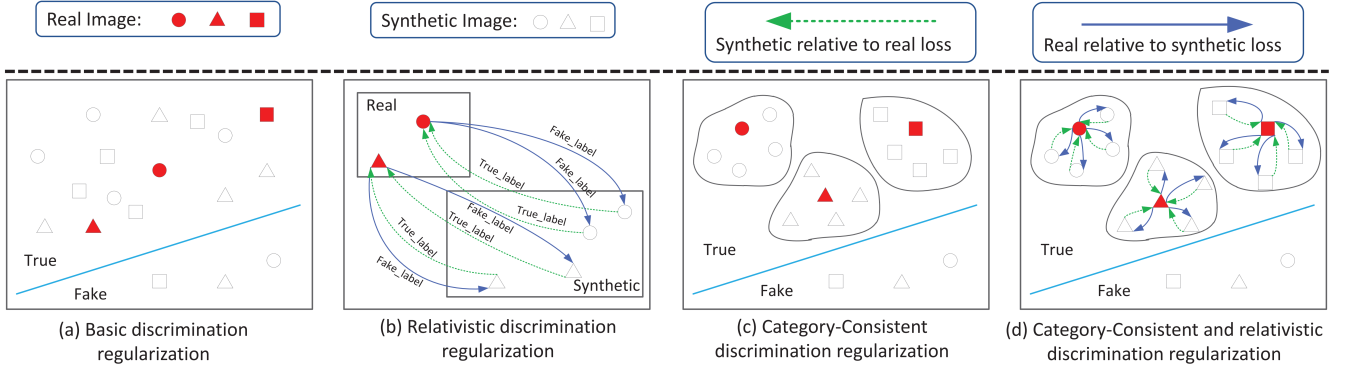 Real Image:
Synthetic Image:
Synthetic relative to real loss
Real relative to synthetic loss
True
Fake
(a) Basic discrimination
regularization
Real
Fake_label
Fake_label
True_label
True_label
Fake_label
True_label
True_label
Fake_label
Synthetic
(b) Relativistic discrimination
regularization
True
Fake
(c) Category-Consistent
discrimination regularization
True
Fake
(d) Category-Consistent and relativistic
discrimination regularization